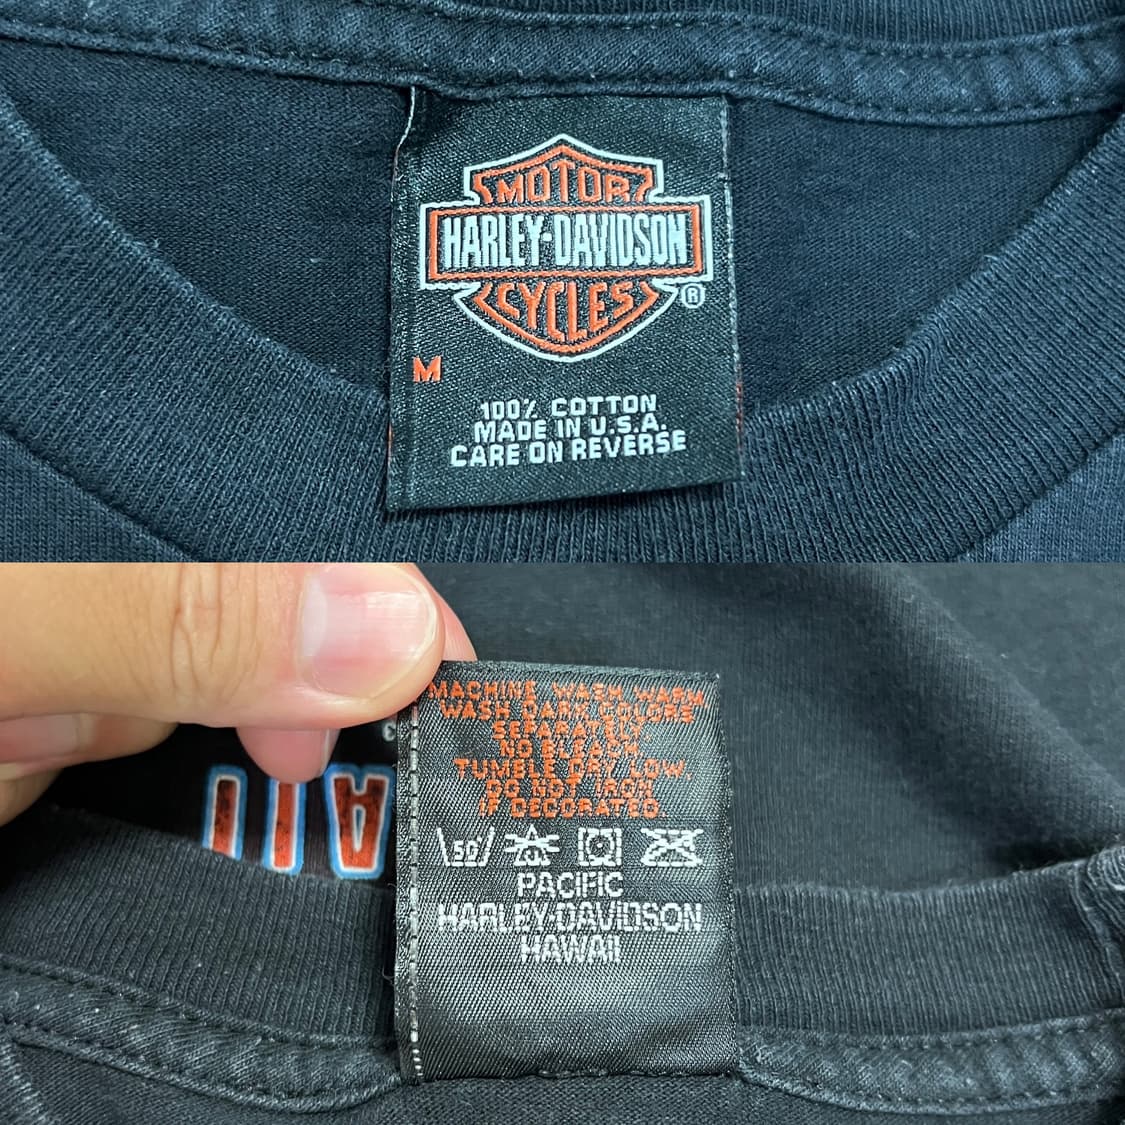 MOTOR
HARLEY-DAVIDSON
CYCLES
®
M
100% COTTON
MADE IN U.S.A.
CARE ON REVERSE
MACHINE WASH WARM
WASH DARK COLORS
SEPARATELY
NO BLEACH
TUMBLE DRY LOW.
DO NOT IRON
IF DECORATED.
50
PACIFIC
HARLEY-DAVIDSON
HAWAII